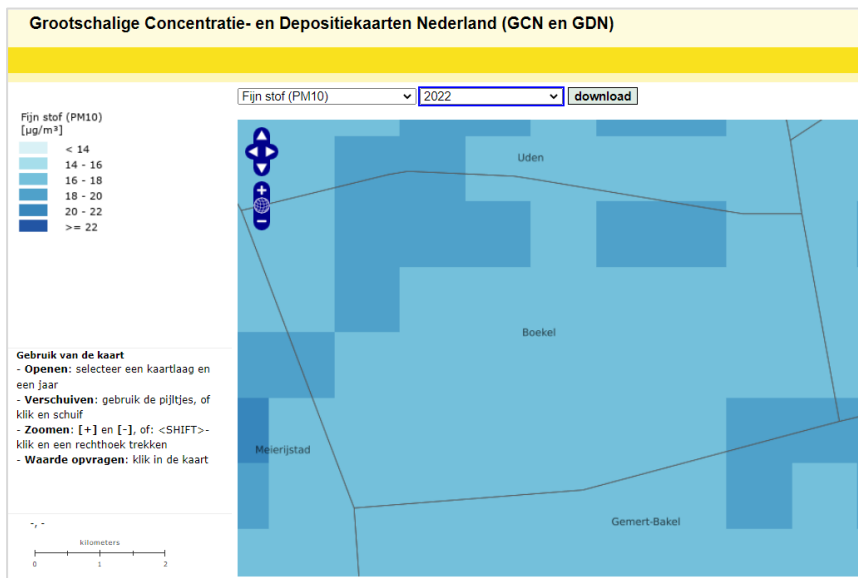 Grootschalige Concentratie- en Depositiekaarten Nederland (GCN en GDN)
Fijn stof (PM10) 2022 download
Fijn stof (PM10)
[µg/m³]
< 14
14 - 16
16 - 18
18 - 20
20 - 22
>= 22
Uden
Boekel
Meierijstad
Gemert-Bakel
Gebruik van de kaart
- Openen: selecteer een kaartlaag en
een jaar
- Verschuiven: gebruik de pijltjes, of
klik en schuif
- Zoomen: [+] en [-], of: <SHIFT>-
klik en een rechthoek trekken
- Waarde opvragen: klik in de kaart
-, -
kilometers
0 1 2